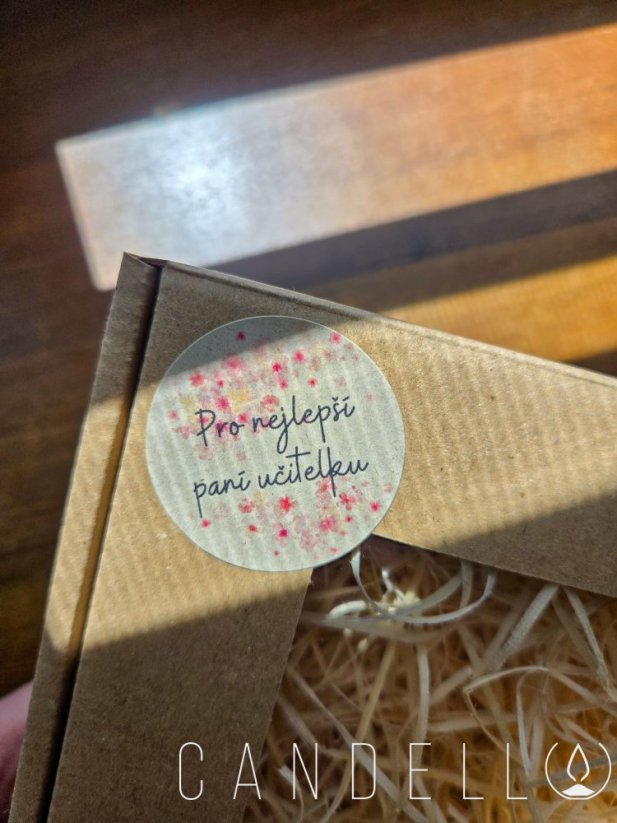 Pro nejlepší
paní učitelku
CANDELL